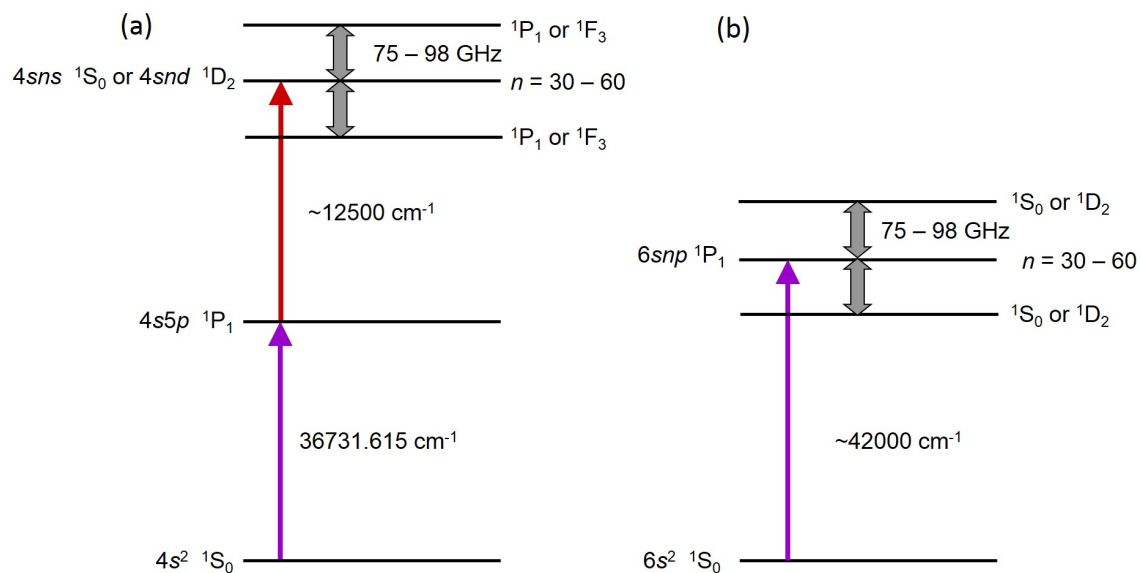 (a)
¹P₁ or ¹F₃
75 – 98 GHz
4sns ¹S₀ or 4snd ¹D₂
n = 30 – 60
¹P₁ or ¹F₃
~12500 cm⁻¹
4s5p ¹P₁
36731.615 cm⁻¹
4s² ¹S₀
(b)
¹S₀ or ¹D₂
75 – 98 GHz
6snp ¹P₁
n = 30 – 60
¹S₀ or ¹D₂
~42000 cm⁻¹
6s² ¹S₀